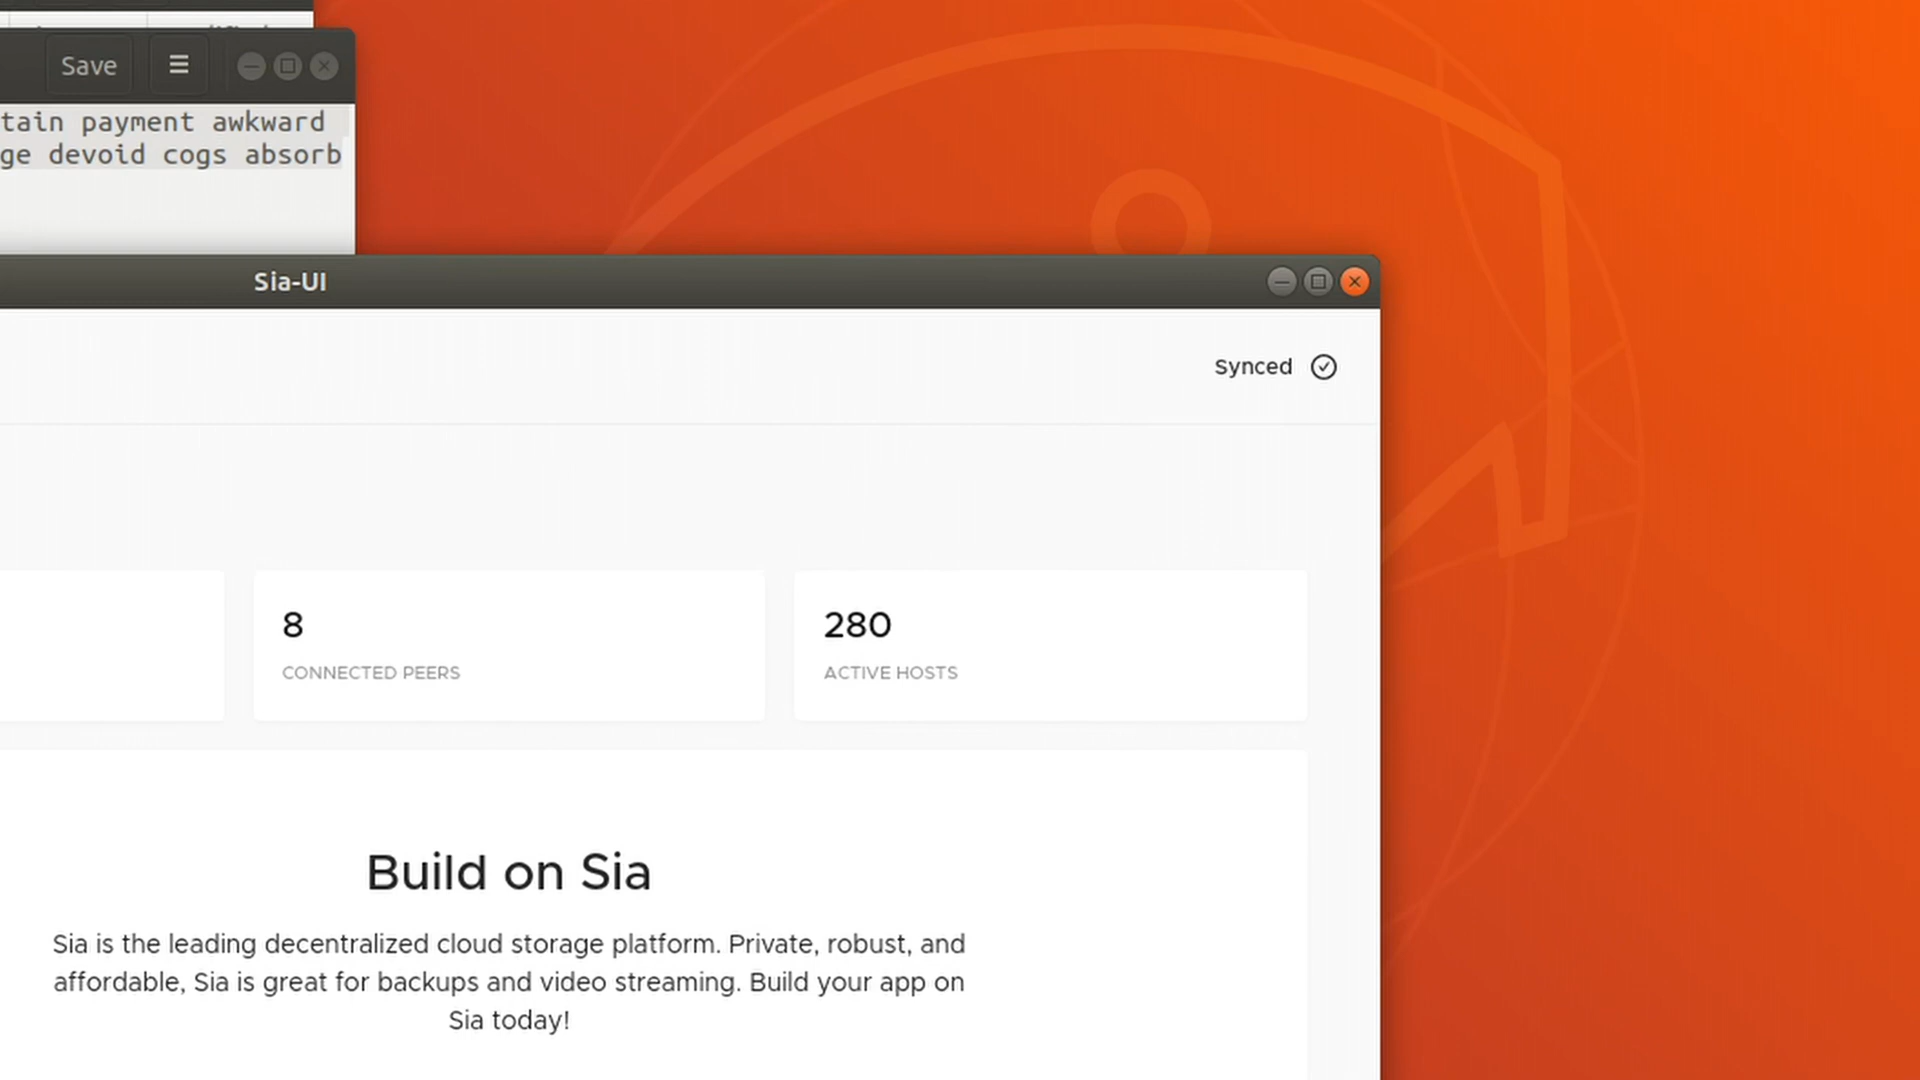 Save
tain payment awkward
ge devoid cogs absorb
Sia-UI
Synced
8
CONNECTED PEERS
280
ACTIVE HOSTS
Build on Sia
Sia is the leading decentralized cloud storage platform. Private, robust, and
affordable, Sia is great for backups and video streaming. Build your app on
Sia today!